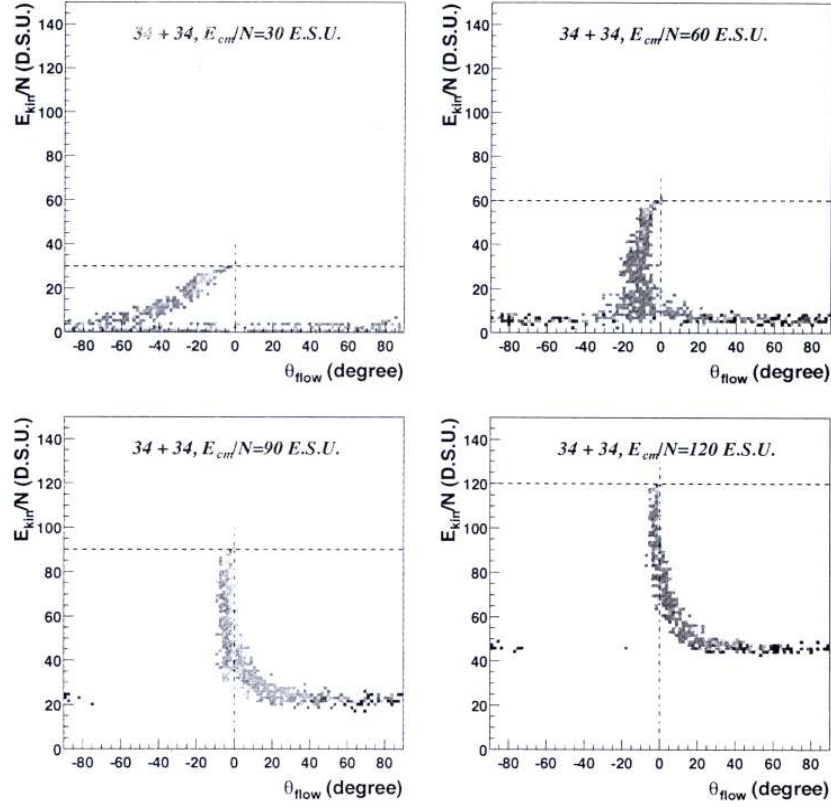 34 + 34, E_cm/N=30 E.S.U.
E_kin/N (D.S.U.)
140
120
100
80
60
40
20
0
-80 -60 -40 -20 0 20 40 60 80
θ_flow (degree)
34 + 34, E_cm/N=60 E.S.U.
E_kin/N (D.S.U.)
140
120
100
80
60
40
20
0
-80 -60 -40 -20 0 20 40 60 80
θ_flow (degree)
34 + 34, E_cm/N=90 E.S.U.
E_kin/N (D.S.U.)
140
120
100
80
60
40
20
0
-80 -60 -40 -20 0 20 40 60 80
θ_flow (degree)
34 + 34, E_cm/N=120 E.S.U.
E_kin/N (D.S.U.)
140
120
100
80
60
40
20
0
-80 -60 -40 -20 0 20 40 60 80
θ_flow (degree)